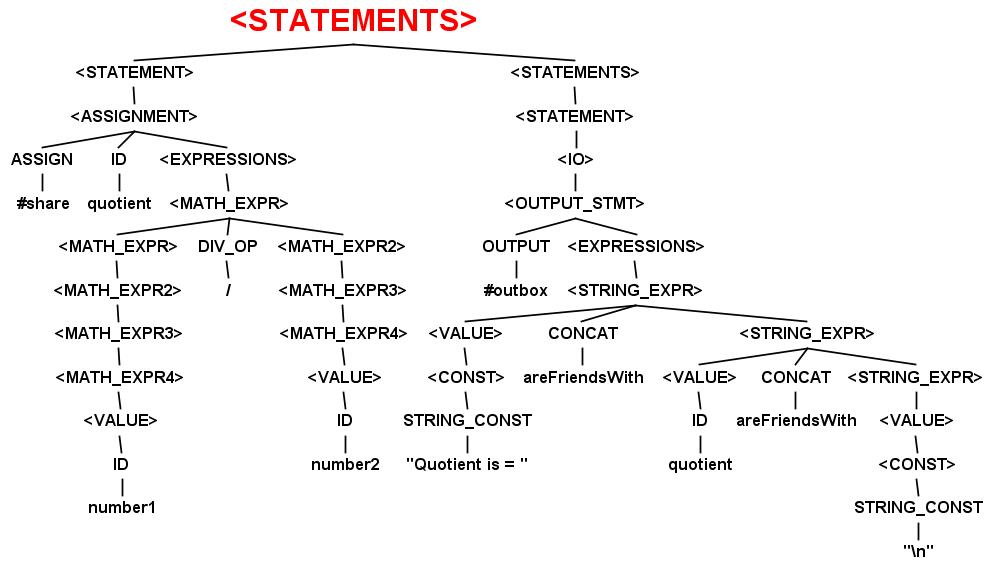 <STATEMENTS>
<STATEMENT> <STATEMENTS>
<ASSIGNMENT> <STATEMENT>
ASSIGN ID <EXPRESSIONS> <IO>
#share quotient <MATH_EXPR> <OUTPUT_STMT>
<MATH_EXPR> DIV_OP <MATH_EXPR2> OUTPUT <EXPRESSIONS>
<MATH_EXPR2> / <MATH_EXPR3> #outbox <STRING_EXPR>
<MATH_EXPR3> <MATH_EXPR4> <VALUE> CONCAT <STRING_EXPR>
<MATH_EXPR4> <VALUE> <CONST> areFriendsWith <VALUE> CONCAT <STRING_EXPR>
<VALUE> ID STRING_CONST ID areFriendsWith <VALUE>
ID number2 "Quotient is = " quotient <CONST>
number1 STRING_CONST
"\n"